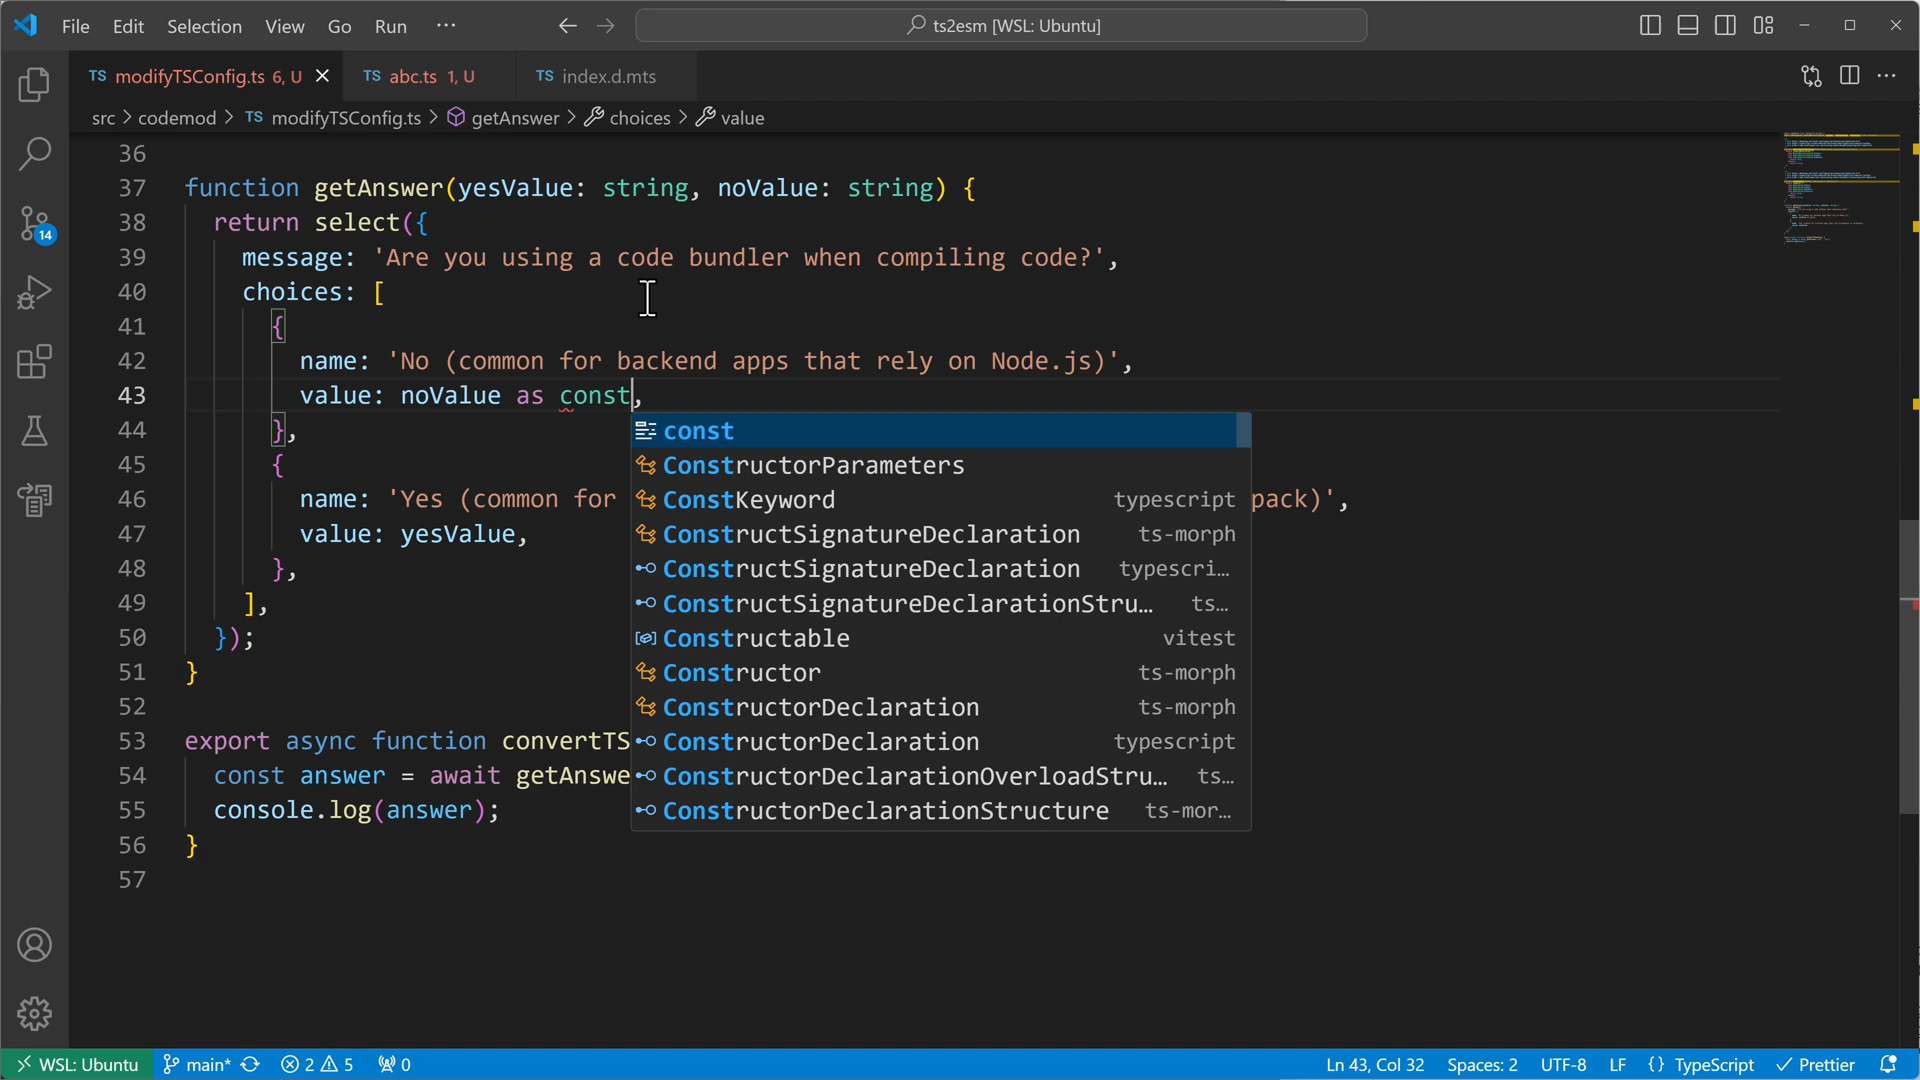 File Edit Selection View Go Run ··· ts2esm [WSL: Ubuntu]
TS modifyTSConfig.ts 6, U TS abc.ts 1, U TS index.d.mts
src > codemod > TS modifyTSConfig.ts > getAnswer > choices > value
36
37 function getAnswer(yesValue: string, noValue: string) {
38 return select({
39 message: 'Are you using a code bundler when compiling code?',
40 choices: [
41 {
42 name: 'No (common for backend apps that rely on Node.js)',
43 value: noValue as const,
44 }, const
45 { ConstructorParameters
46 name: 'Yes (common for ConstKeyword typescript pack)',
47 value: yesValue, ConstructSignatureDeclaration ts-morph
48 }, ConstructSignatureDeclaration typescri...
49 ], ConstructSignatureDeclarationStru... ts...
50 }); Constructable vitest
51 } Constructor ts-morph
52 ConstructorDeclaration ts-morph
53 export async function convertTS ConstructorDeclaration typescript
54 const answer = await getAnswe ConstructorDeclarationOverloadStru... ts...
55 console.log(answer); ConstructorDeclarationStructure ts-mor...
56 }
57
14
WSL: Ubuntu main* 2 5 0 Ln 43, Col 32 Spaces: 2 UTF-8 LF {} TypeScript Prettier